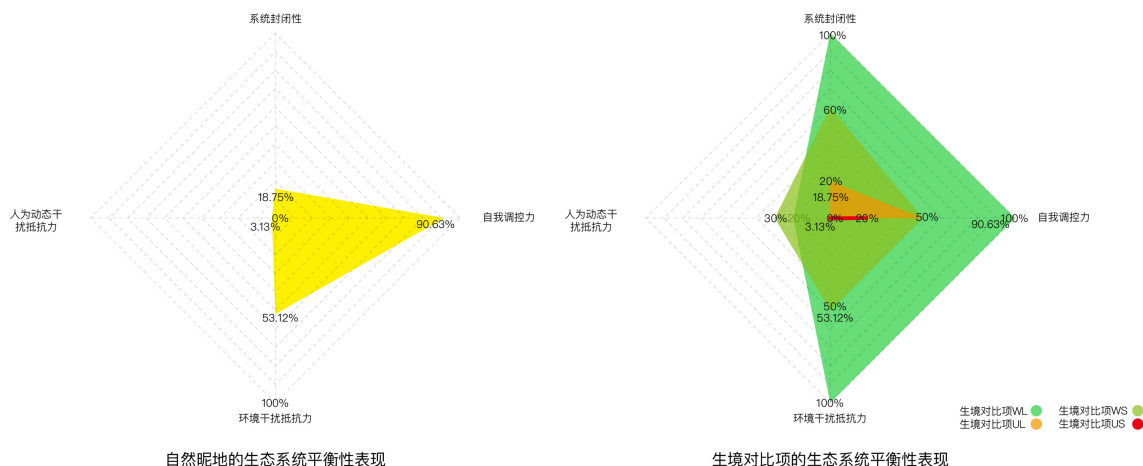 系统封闭性
18.75%
0%
3.13%
90.63%
人为动态干
扰抵抗力
自我调控力
53.12%
100%
环境干扰抵抗力
自然昵地的生态系统平衡性表现
系统封闭性
100%
60%
20%
18.75%
30%
20%
0%
20%
50%
100%
3.13%
90.63%
人为动态干
扰抵抗力
自我调控力
50%
53.12%
100%
环境干扰抵抗力
生境对比项WL
生境对比项WS
生境对比项UL
生境对比项US
生境对比项的生态系统平衡性表现